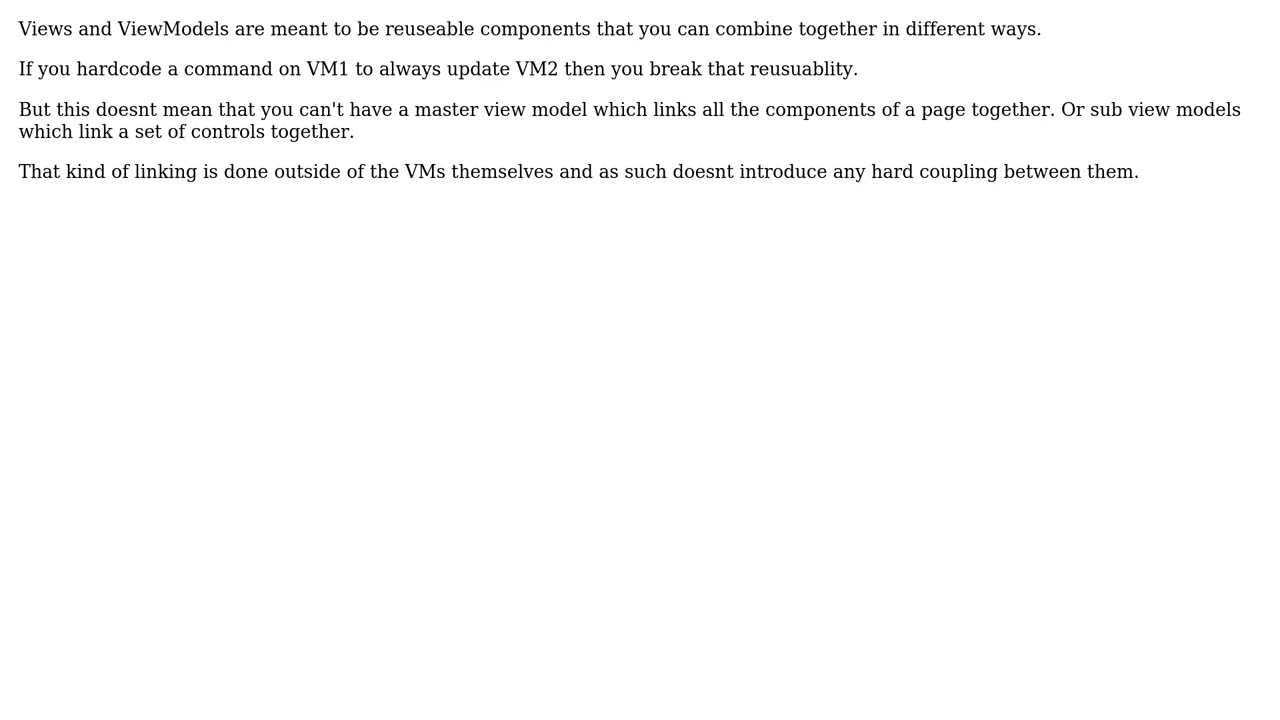 Views and ViewModels are meant to be reuseable components that you can combine together in different ways.
If you hardcode a command on VM1 to always update VM2 then you break that reusuablity.
But this doesnt mean that you can't have a master view model which links all the components of a page together. Or sub view models
which link a set of controls together.
That kind of linking is done outside of the VMs themselves and as such doesnt introduce any hard coupling between them.